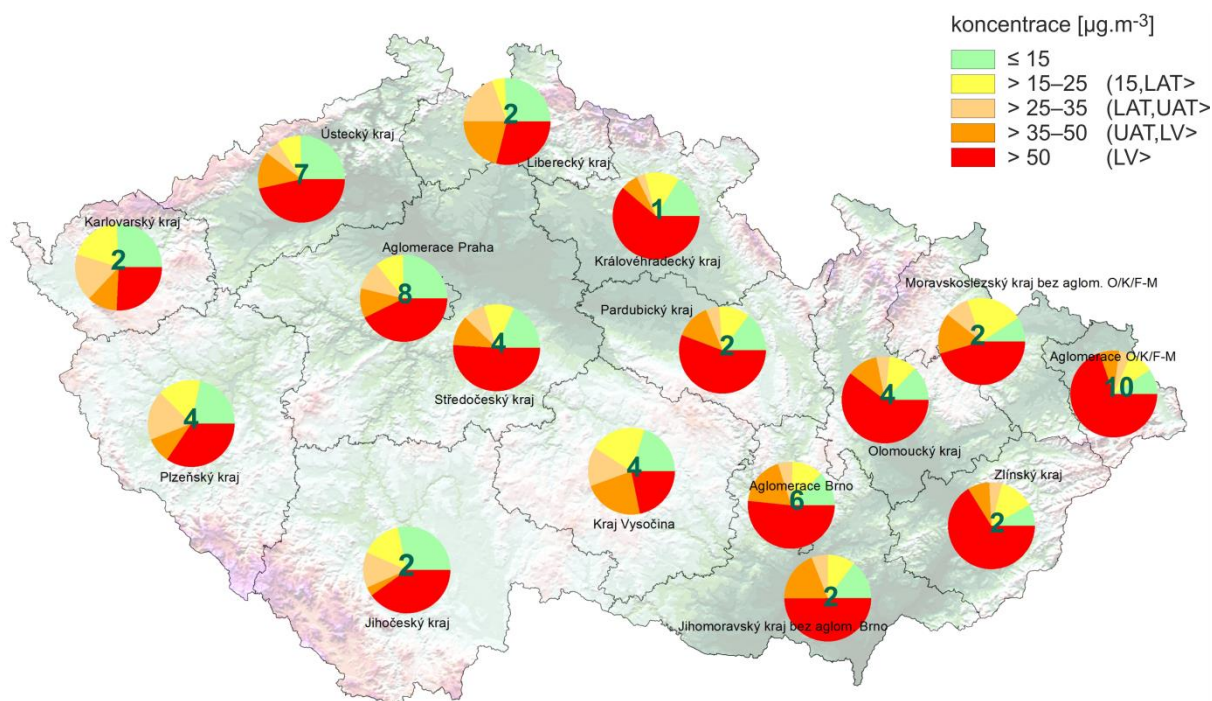 koncentrace [µg.m⁻³]
≤ 15
> 15–25 (15,LAT>
> 25–35 (LAT,UAT>
> 35–50 (UAT,LV>
> 50 (LV>
2
Liberecký kraj
Ústecký kraj
7
Karlovarský kraj
2
1
Královéhradecký kraj
Aglomerace Praha
8
4
Středočeský kraj
Pardubický kraj
2
Moravskoslezský kraj bez aglom. O/K/F-M
2
Aglomerace O/K/F-M
10
4
Olomoucký kraj
4
Plzeňský kraj
4
Kraj Vysočina
Aglomerace Brno
6
Zlínský kraj
2
2
Jihočeský kraj
2
Jihomoravský kraj bez aglom. Brno